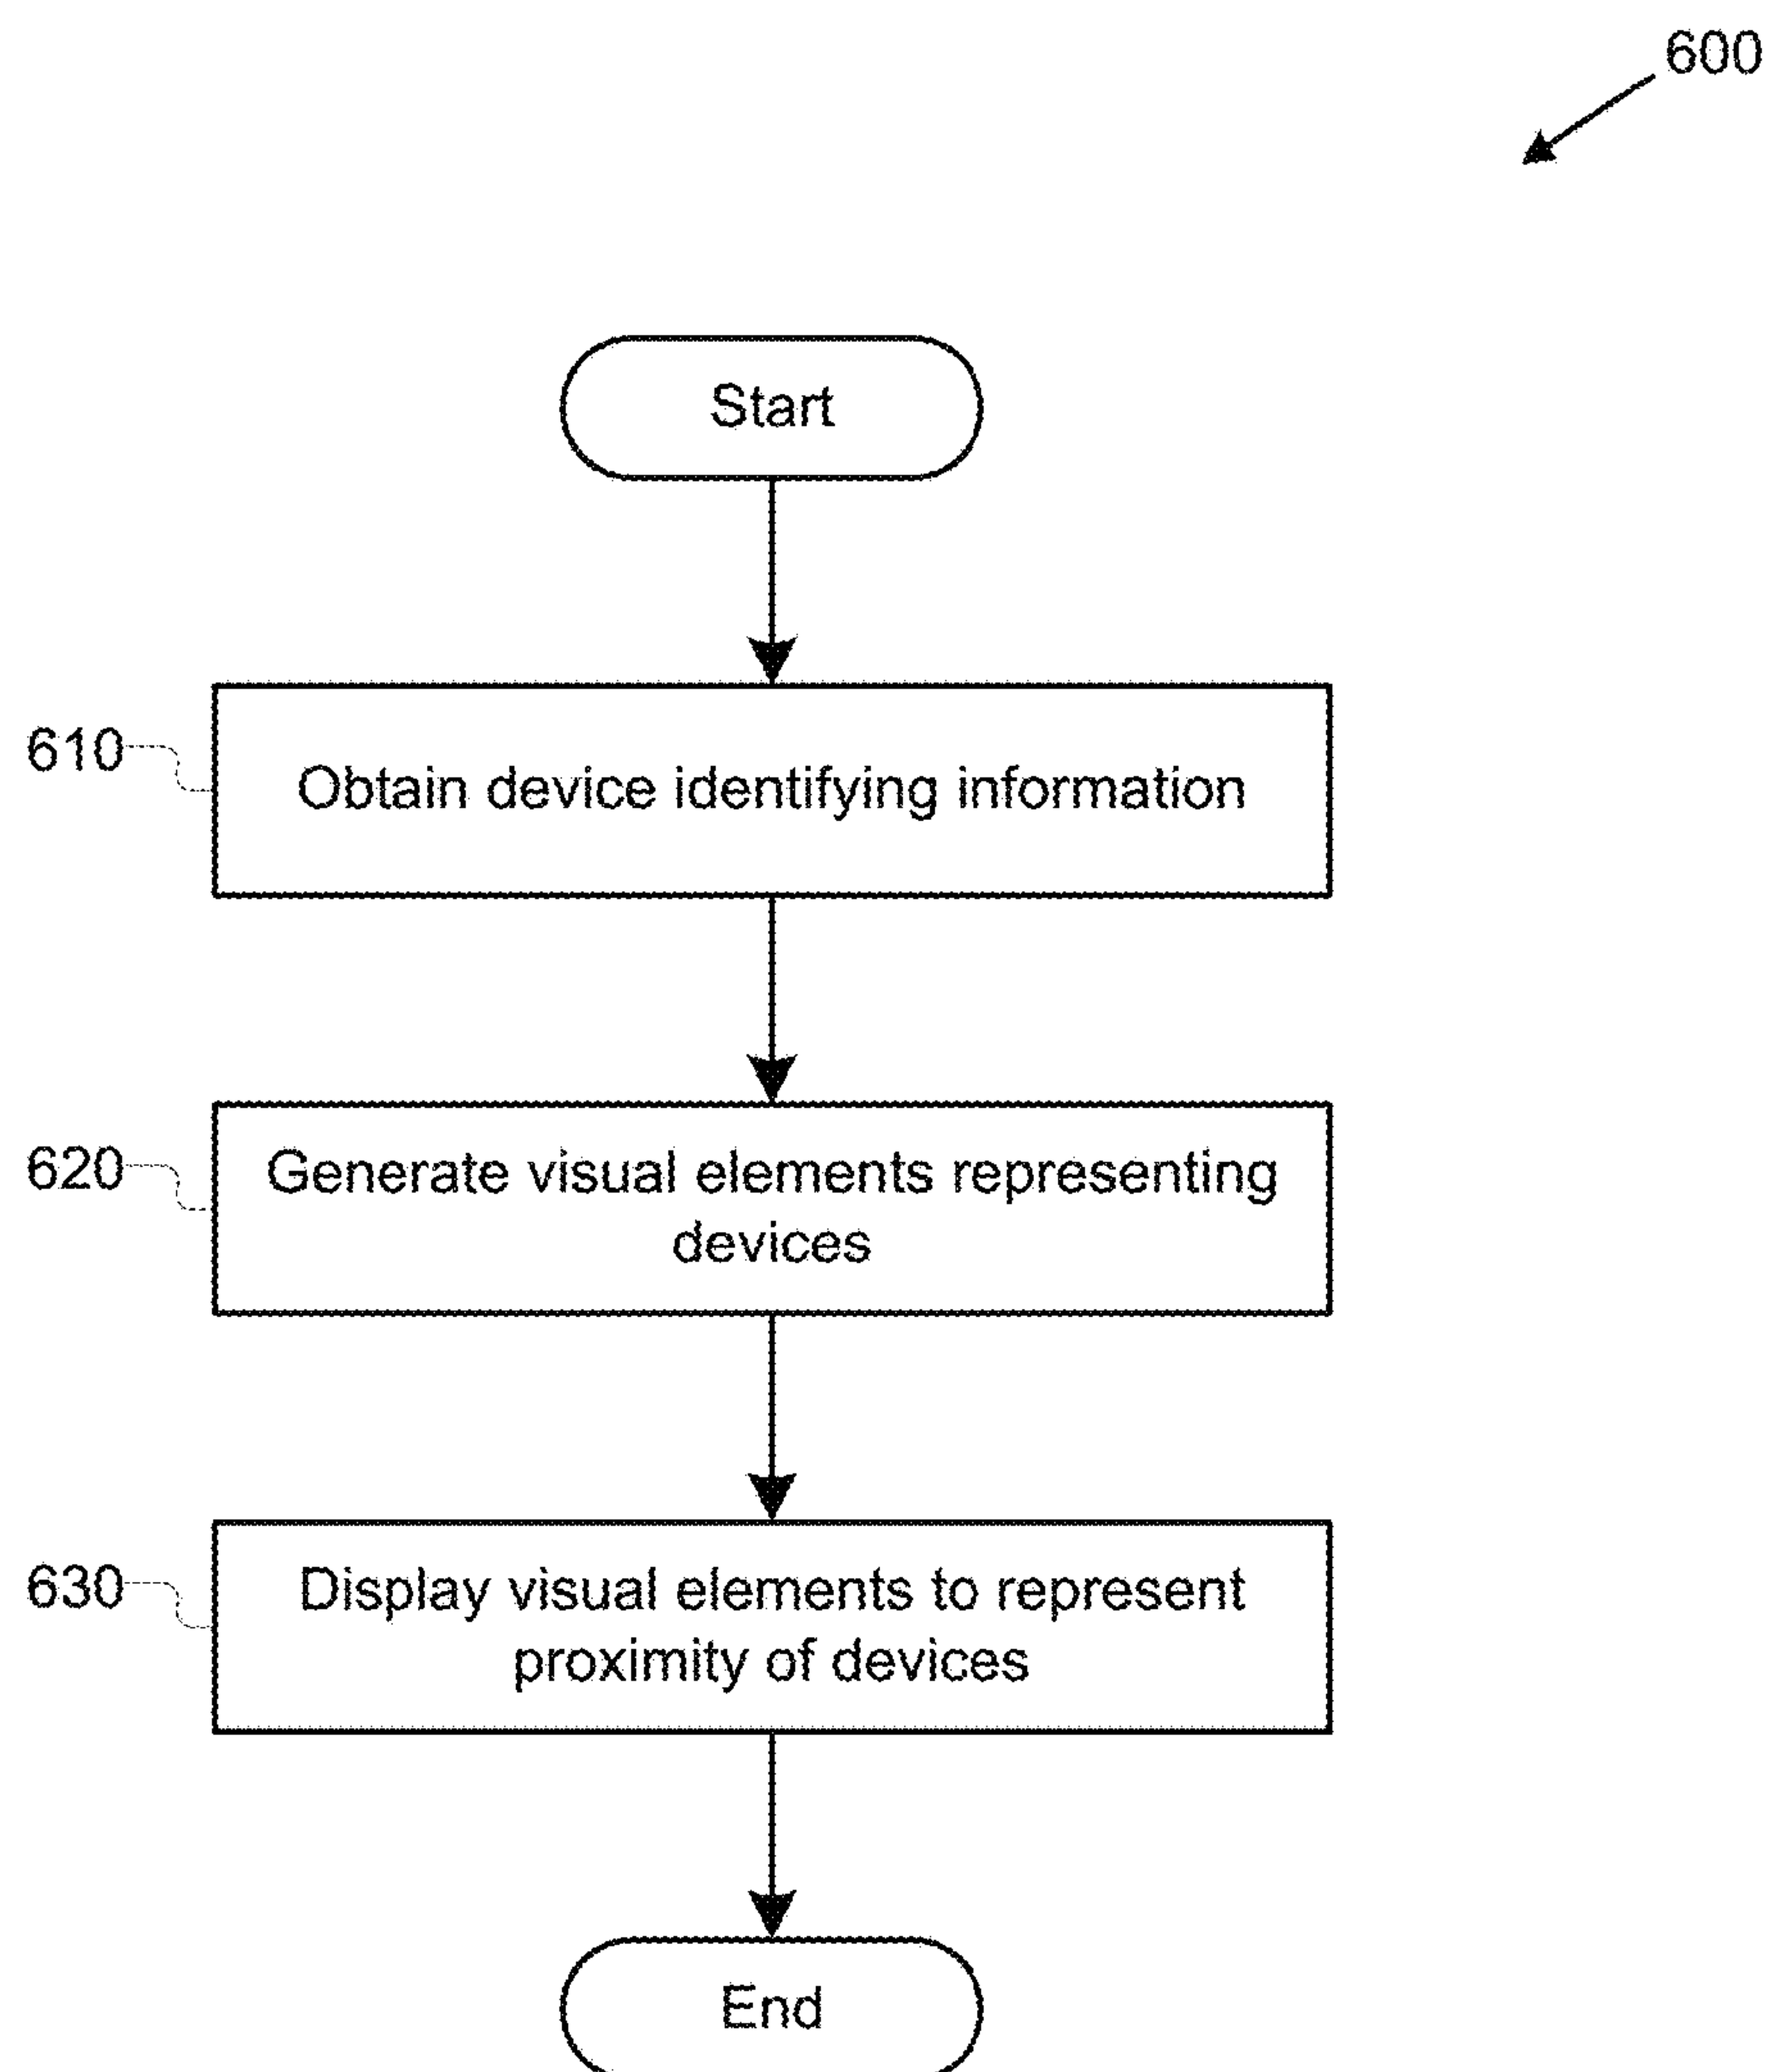 600
Start
610
Obtain device identifying information
620
Generate visual elements representing
devices
630
Display visual elements to represent
proximity of devices
End